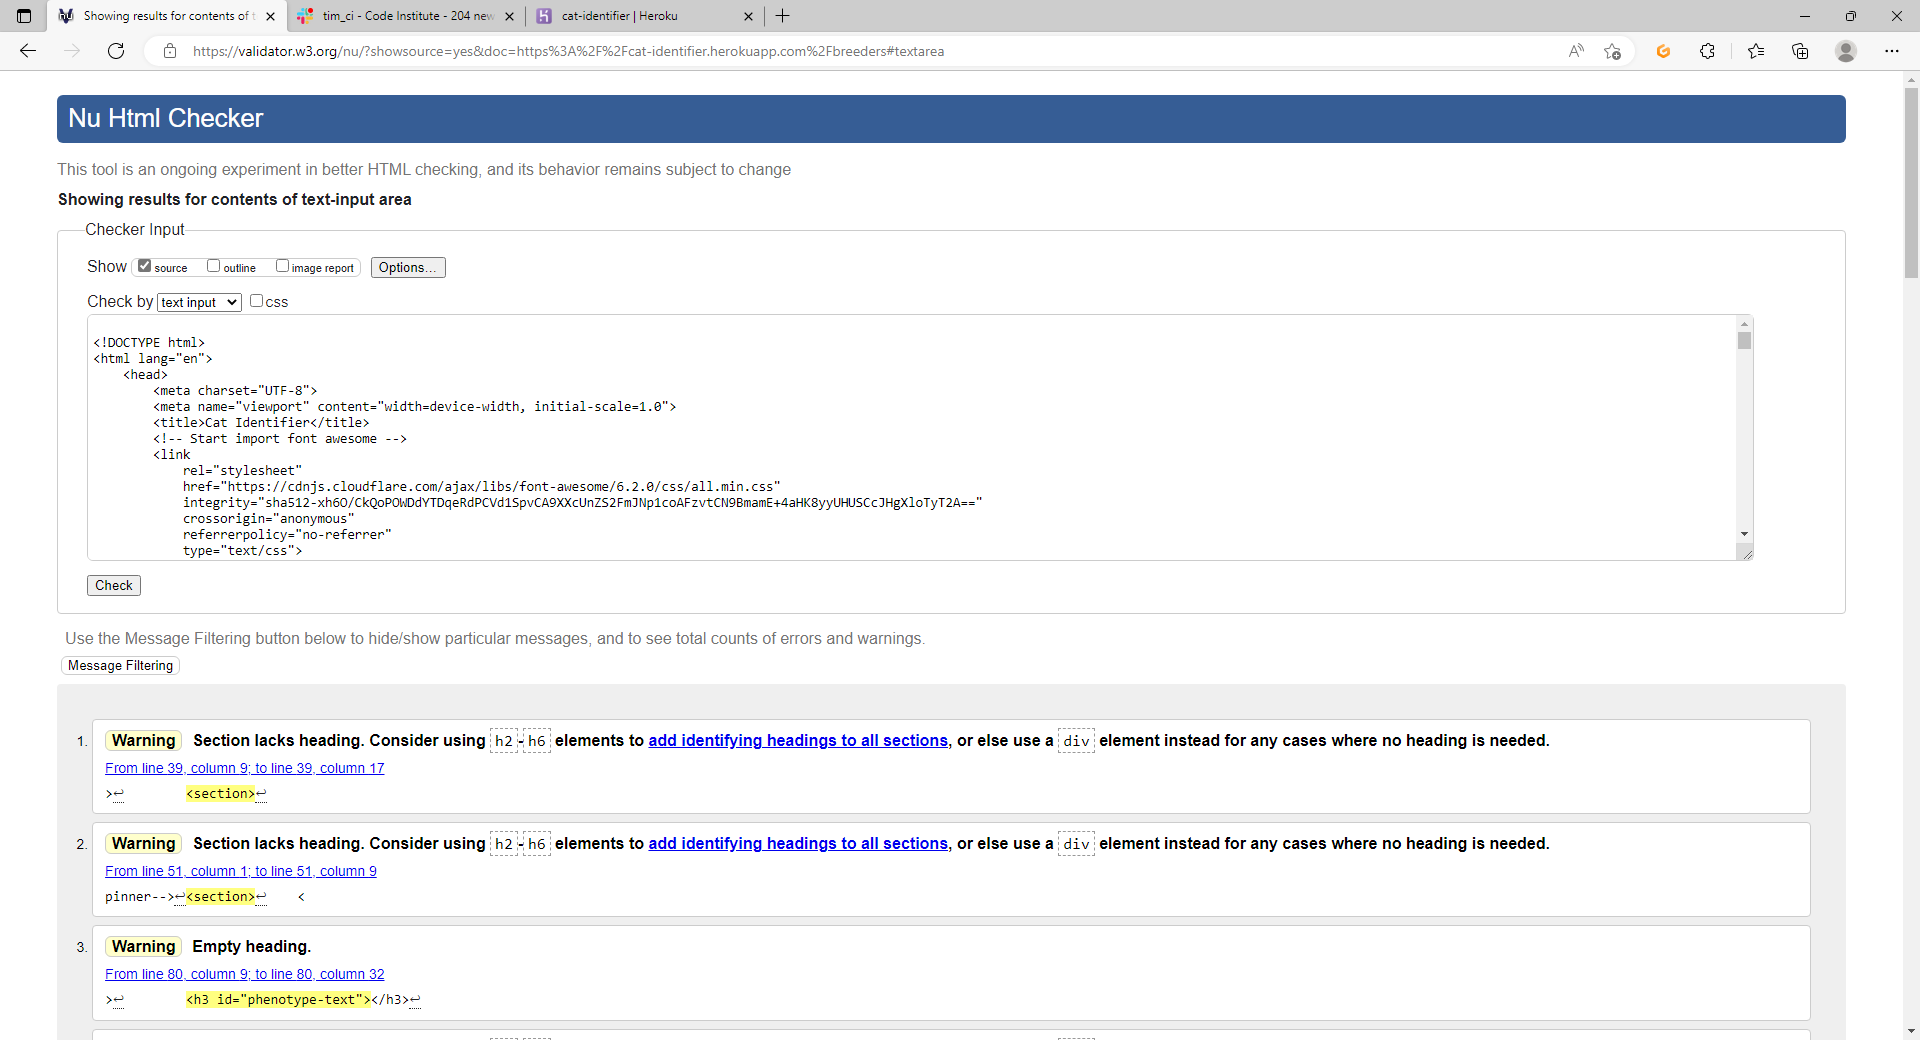 Showing results for contents of t
tim_ci - Code Institute - 204 new
cat-identifier | Heroku
https://validator.w3.org/nu/?showsource=yes&doc=https%3A%2F%2Fcat-identifier.herokuapp.com%2Fbreeders#textarea
Nu Html Checker
This tool is an ongoing experiment in better HTML checking, and its behavior remains subject to change
Showing results for contents of text-input area
Checker Input
Show source outline image report Options...
Check by text input css
<!DOCTYPE html>
<html lang="en">
<head>
<meta charset="UTF-8">
<meta name="viewport" content="width=device-width, initial-scale=1.0">
<title>Cat Identifier</title>
<!-- Start import font awesome -->
<link
rel="stylesheet"
href="https://cdnjs.cloudflare.com/ajax/libs/font-awesome/6.2.0/css/all.min.css"
integrity="sha512-xh6O/CkQoPOWDdYTDqeRdPCVd1SpvCA9XXcUnZS2FmJNp1coAFzvtCN9BmamE+4aHK8yyUHUSCcJHgXloTyT2A=="
crossorigin="anonymous"
referrerpolicy="no-referrer"
type="text/css">
Check
Use the Message Filtering button below to hide/show particular messages, and to see total counts of errors and warnings.
Message Filtering
1. Warning Section lacks heading. Consider using h2-h6 elements to add identifying headings to all sections, or else use a div element instead for any cases where no heading is needed.
From line 39, column 9; to line 39, column 17
>↩ <section>↩
2. Warning Section lacks heading. Consider using h2-h6 elements to add identifying headings to all sections, or else use a div element instead for any cases where no heading is needed.
From line 51, column 1; to line 51, column 9
pinner-->↩<section>↩ <
3. Warning Empty heading.
From line 80, column 9; to line 80, column 32
>↩ <h3 id="phenotype-text"></h3>↩